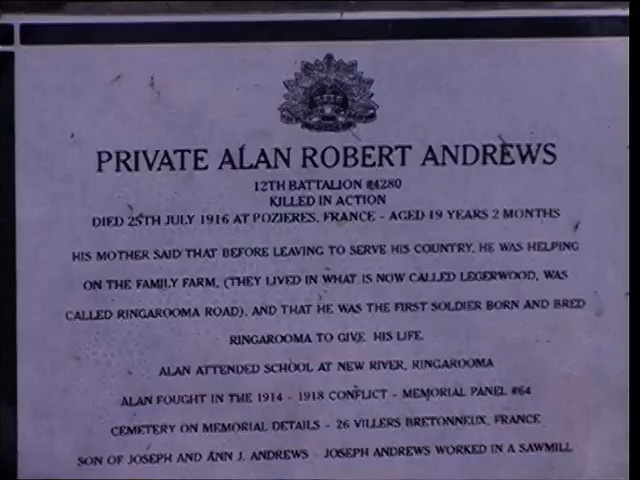 PRIVATE ALAN ROBERT ANDREWS
12TH BATTALION #4280
KILLED IN ACTION
DIED 25TH JULY 1916 AT POZIERES, FRANCE - AGED 19 YEARS 2 MONTHS
HIS MOTHER SAID THAT BEFORE LEAVING TO SERVE HIS COUNTRY, HE WAS HELPING
ON THE FAMILY FARM, (THEY LIVED IN WHAT IS NOW CALLED LEGERWOOD, WAS
CALLED RINGAROOMA ROAD), AND THAT HE WAS THE FIRST SOLDIER BORN AND BRED
RINGAROOMA TO GIVE HIS LIFE.
ALAN ATTENDED SCHOOL AT NEW RIVER, RINGAROOMA
ALAN FOUGHT IN THE 1914 - 1918 CONFLICT - MEMORIAL PANEL #64
CEMETERY ON MEMORIAL DETAILS - 26 VILLERS BRETONNEUX, FRANCE
SON OF JOSEPH AND ANN J. ANDREWS - JOSEPH ANDREWS WORKED IN A SAWMILL